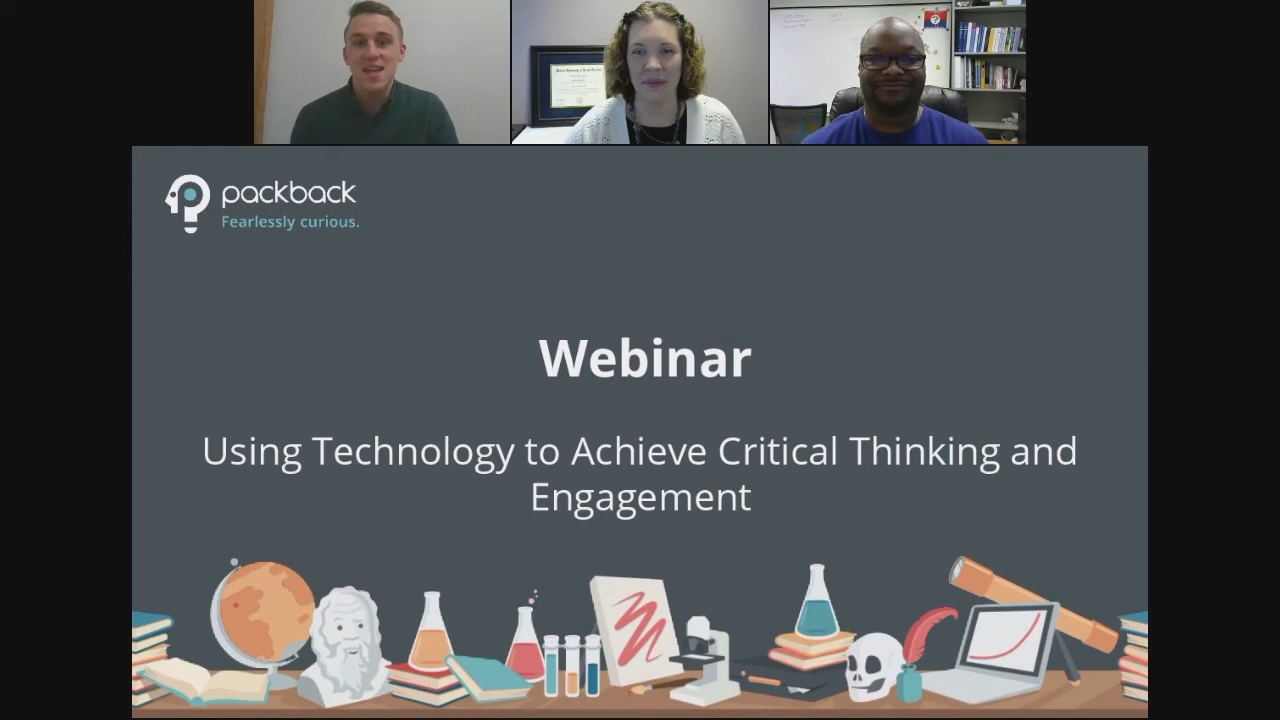 packback
Fearlessly curious.
Webinar
Using Technology to Achieve Critical Thinking and
Engagement